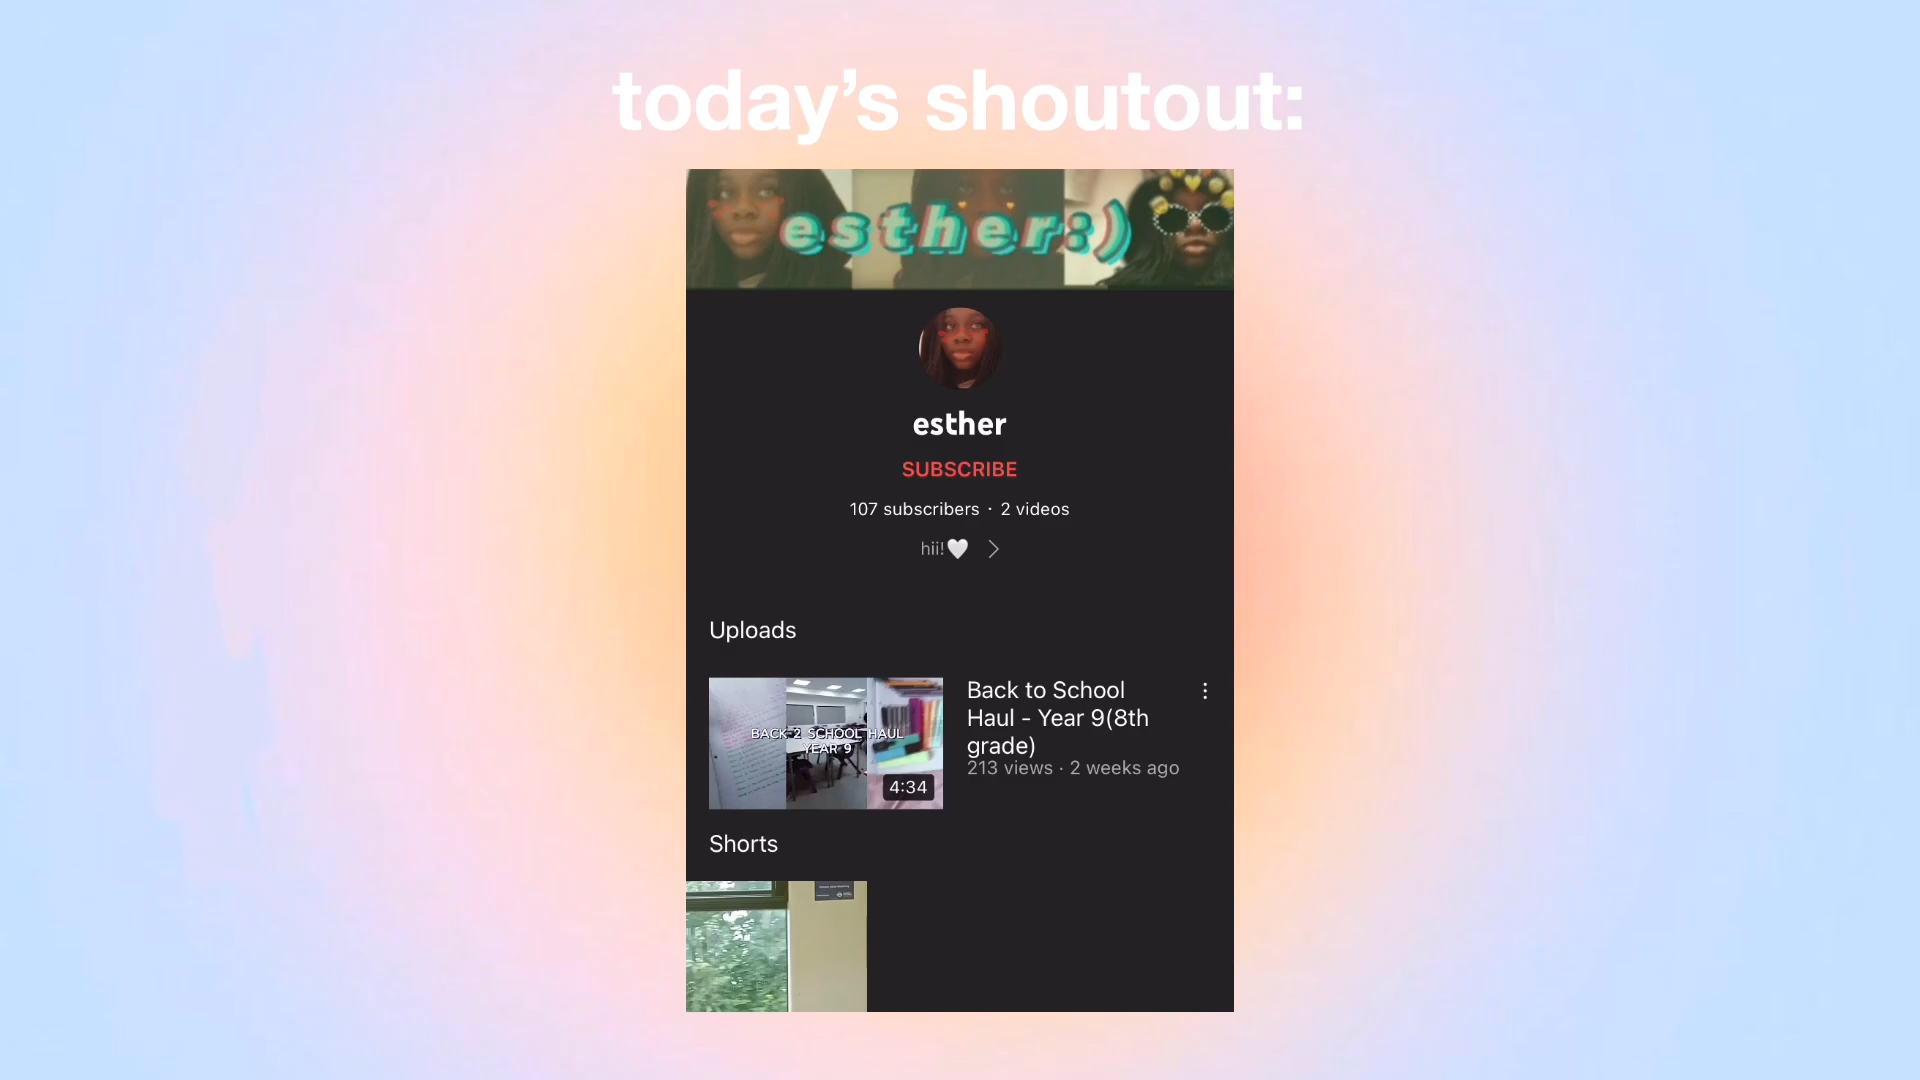 today's shoutout:
esther:)
esther
SUBSCRIBE
107 subscribers · 2 videos
hii!🤍
Uploads
BACK 2 SCHOOL HAUL
YEAR 9
4:34
Back to School
Haul - Year 9(8th
grade)
213 views · 2 weeks ago
Shorts